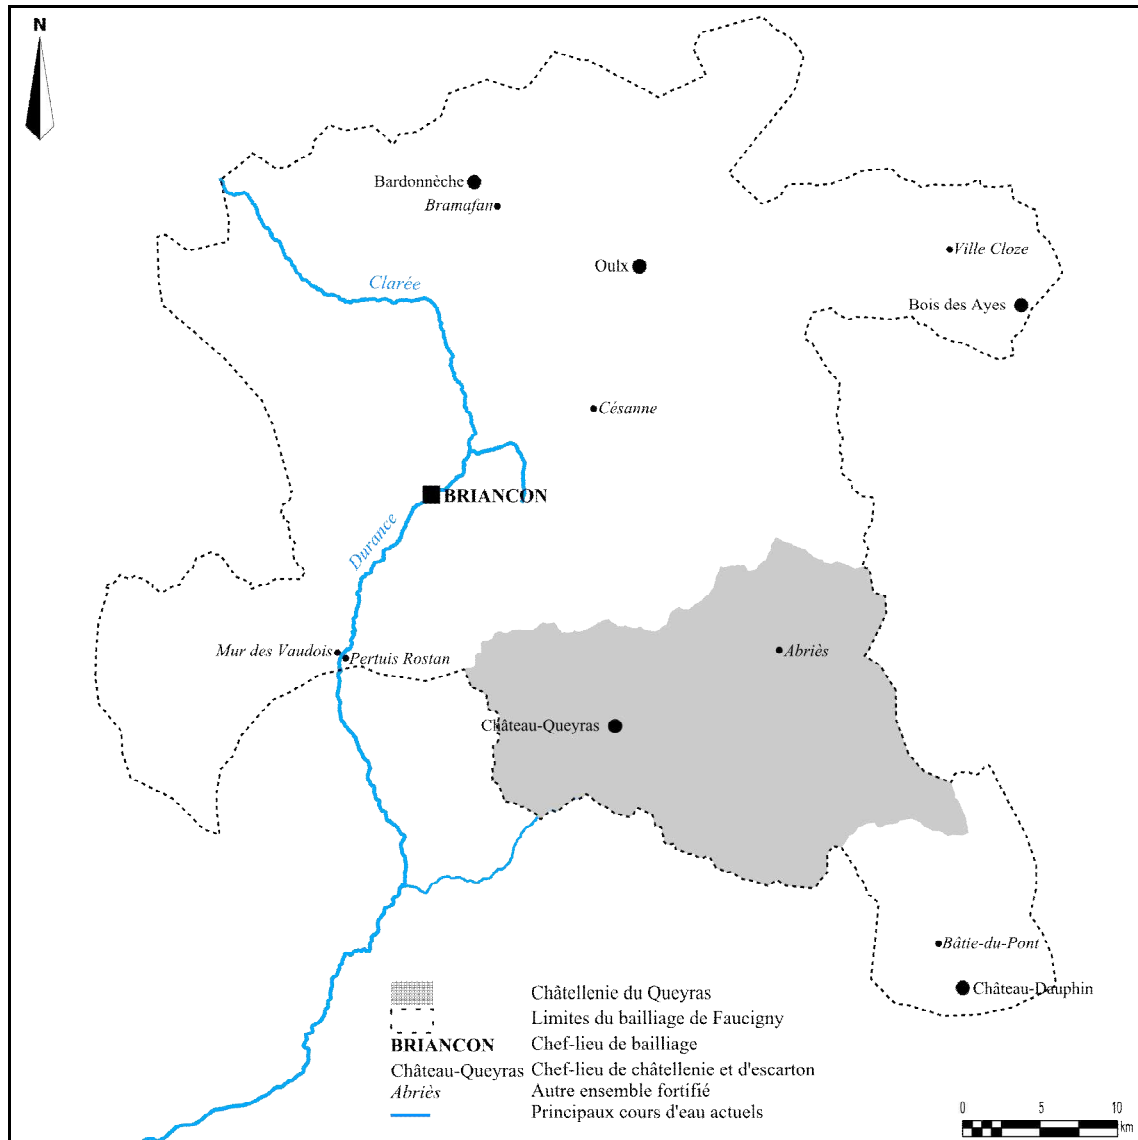 N
Bardonnèche
Bramafan
Ville Cloze
Oulx
Clarée
Bois des Ayes
Césanne
BRIANCON
Durance
Mur des Vaudois
Pertuis Rostan
Abriès
Château-Queyras
Bâtie-du-Pont
Château-Dauphin
Châtellenie du Queyras
Limites du bailliage de Faucigny
BRIANCON Chef-lieu de bailliage
Château-Queyras Chef-lieu de châtellenie et d'escarton
Abriès Autre ensemble fortifié
Principaux cours d'eau actuels
0 5 10
km